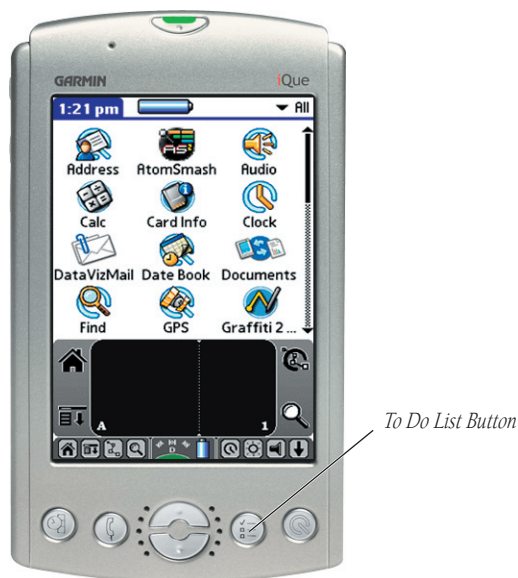 GARMIN
iQue
1:21 pm
All
Address
AtomSmash
Audio
Calc
Card Info
Clock
DataVizMail
Date Book
Documents
Find
GPS
Graffiti 2 ...
A
1
D
To Do List Button